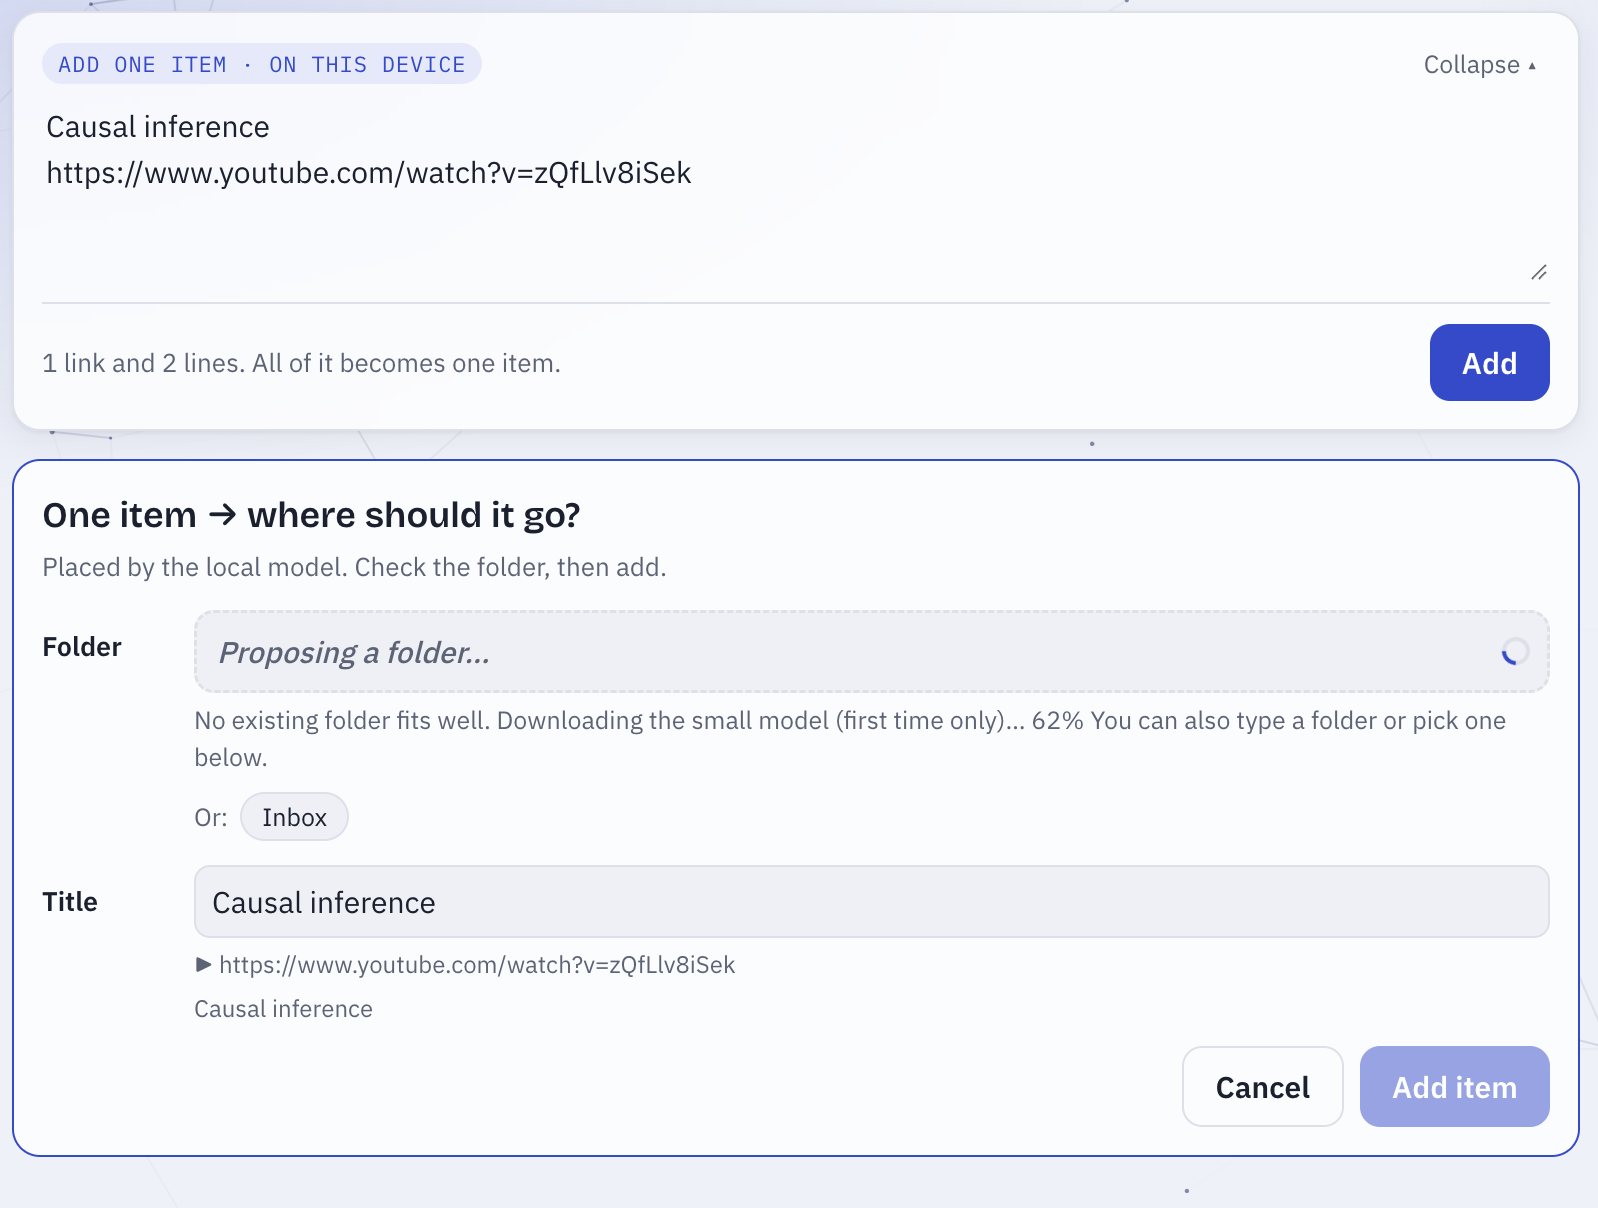 ADD ONE ITEM · ON THIS DEVICE
Collapse ▴
Causal inference
https://www.youtube.com/watch?v=zQfLlv8iSek
1 link and 2 lines. All of it becomes one item.
Add
One item → where should it go?
Placed by the local model. Check the folder, then add.
Folder
Proposing a folder...
No existing folder fits well. Downloading the small model (first time only)... 62% You can also type a folder or pick one
below.
Or: Inbox
Title
Causal inference
▶ https://www.youtube.com/watch?v=zQfLlv8iSek
Causal inference
Cancel
Add item